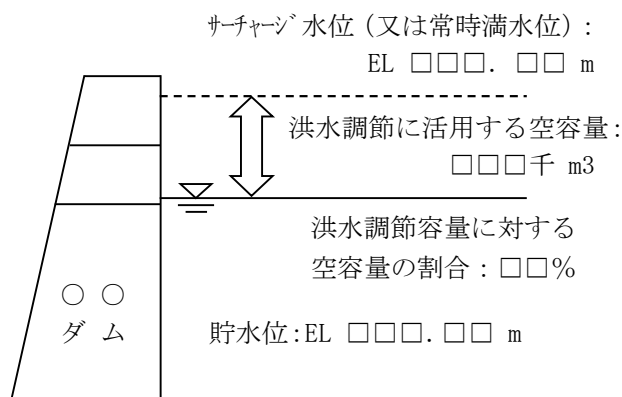 サーチャージ水位（又は常時満水位）：
EL □□□. □□ m
洪水調節に活用する空容量：
□□□千 m3
洪水調節容量に対する
空容量の割合：□□%
○ ○
ダ ム
貯水位：EL □□□.□□ m